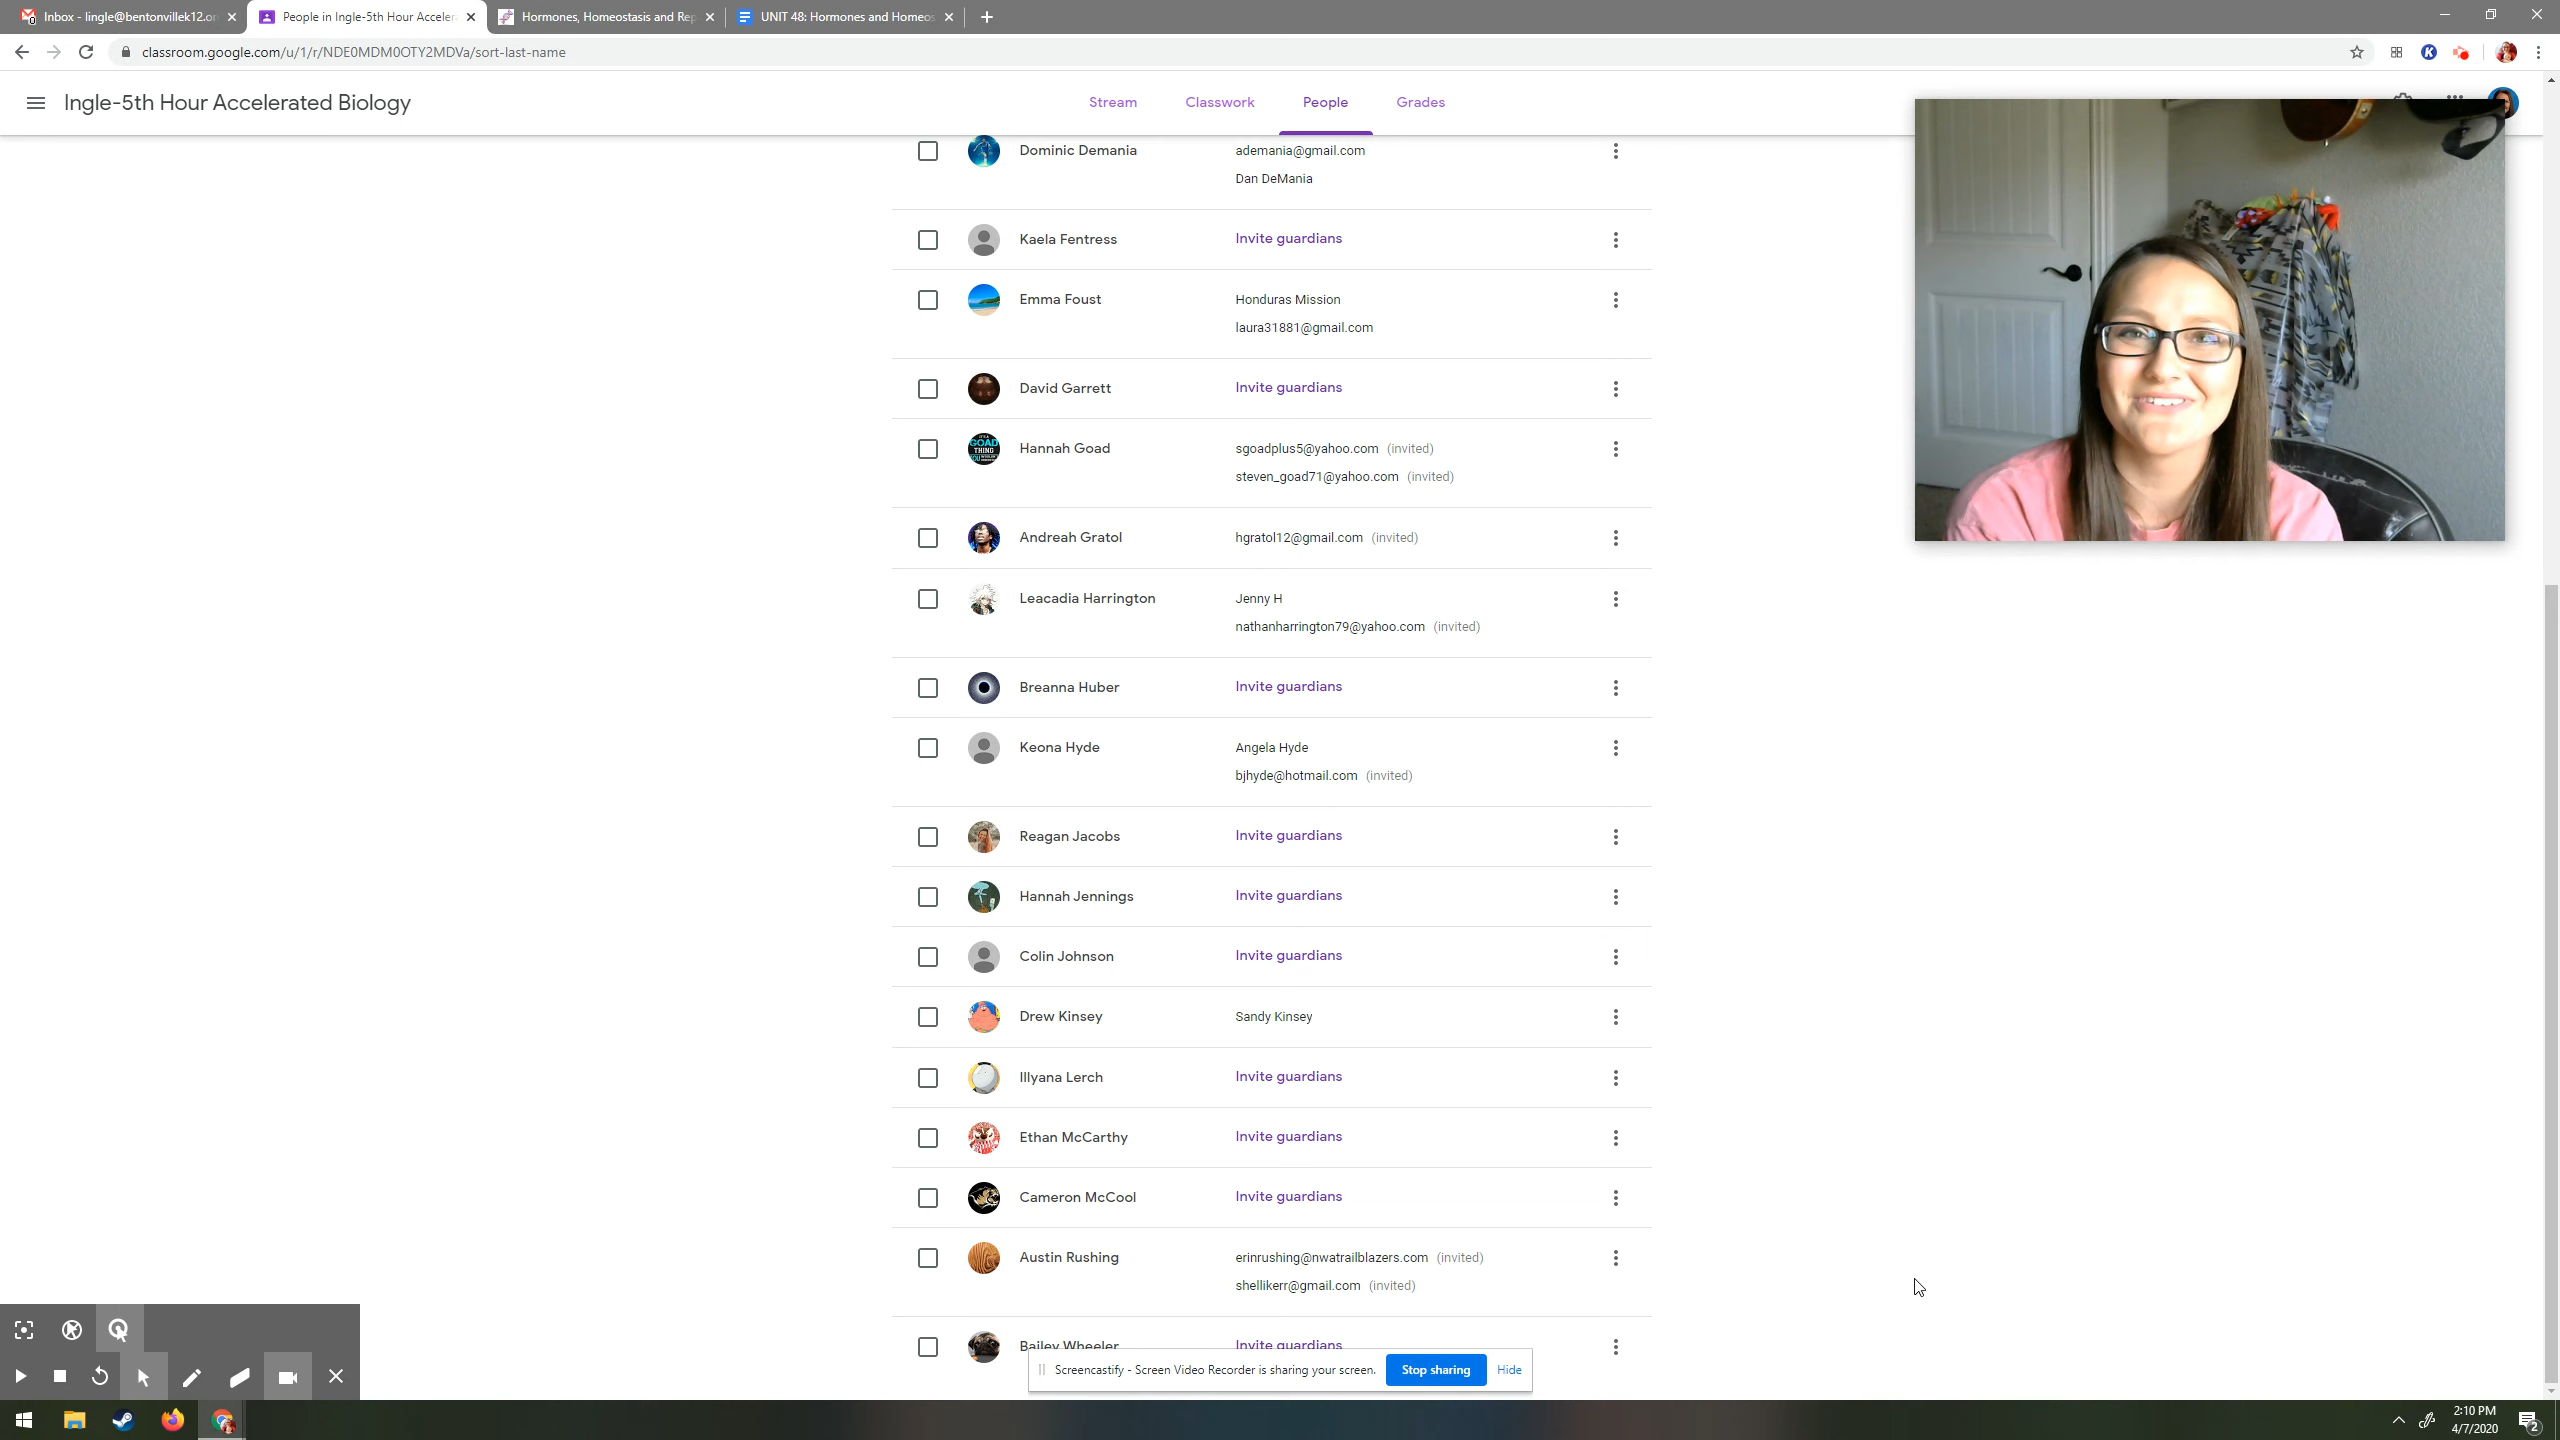 Inbox - lingle@bentonvillek12.or
People in Ingle-5th Hour Acceler
Hormones, Homeostasis and Rep
UNIT 48: Hormones and Homeos
classroom.google.com/u/1/r/NDE0MDM0OTY2MDVa/sort-last-name
Ingle-5th Hour Accelerated Biology
Stream
Classwork
People
Grades
Dominic Demania
ademania@gmail.com
Dan DeMania
Kaela Fentress
Invite guardians
Emma Foust
Honduras Mission
laura31881@gmail.com
David Garrett
Invite guardians
GOAD
THING
Hannah Goad
sgoadplus5@yahoo.com (invited)
steven_goad71@yahoo.com (invited)
Andreah Gratol
hgratol12@gmail.com (invited)
Leacadia Harrington
Jenny H
nathanharrington79@yahoo.com (invited)
Breanna Huber
Invite guardians
Keona Hyde
Angela Hyde
bjhyde@hotmail.com (invited)
Reagan Jacobs
Invite guardians
Hannah Jennings
Invite guardians
Colin Johnson
Invite guardians
Drew Kinsey
Sandy Kinsey
Illyana Lerch
Invite guardians
Ethan McCarthy
Invite guardians
Cameron McCool
Invite guardians
Austin Rushing
erinrushing@nwatrailblazers.com (invited)
shellikerr@gmail.com (invited)
Bailey Wheeler
Invite guardians
Screencastify - Screen Video Recorder is sharing your screen.
Stop sharing
Hide
2:10 PM
4/7/2020
2